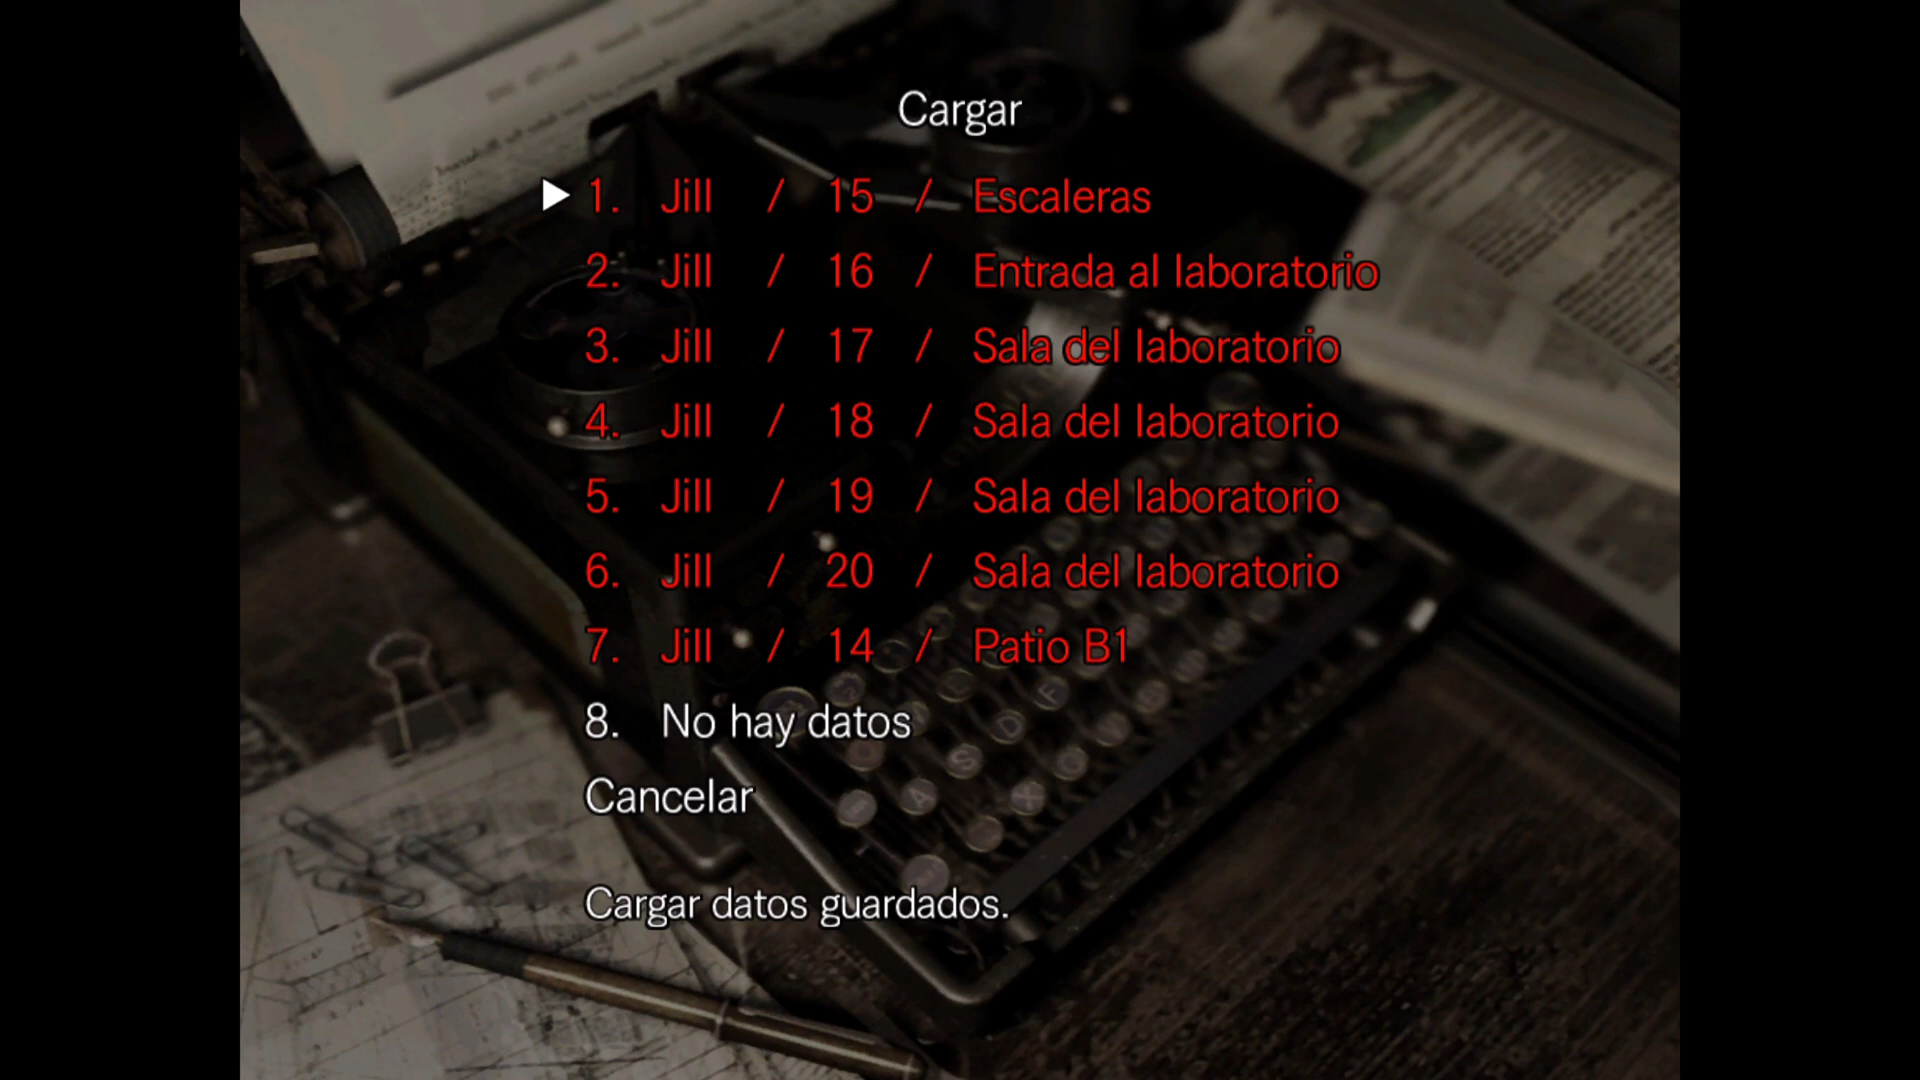 Cargar
1. Jill / 15 / Escaleras
2. Jill / 16 / Entrada al laboratorio
3. Jill / 17 / Sala del laboratorio
4. Jill / 18 / Sala del laboratorio
5. Jill / 19 / Sala del laboratorio
6. Jill / 20 / Sala del laboratorio
7. Jill / 14 / Patio B1
8. No hay datos
Cancelar
Cargar datos guardados.